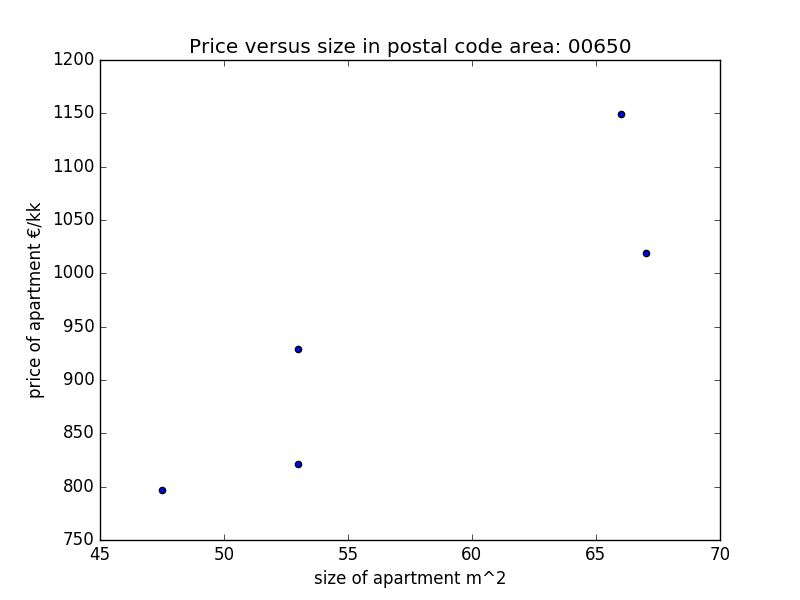 Price versus size in postal code area: 00650
1200
1150
1100
1050
1000
950
900
850
800
750
price of apartment €/kk
45 50 55 60 65 70
size of apartment m^2